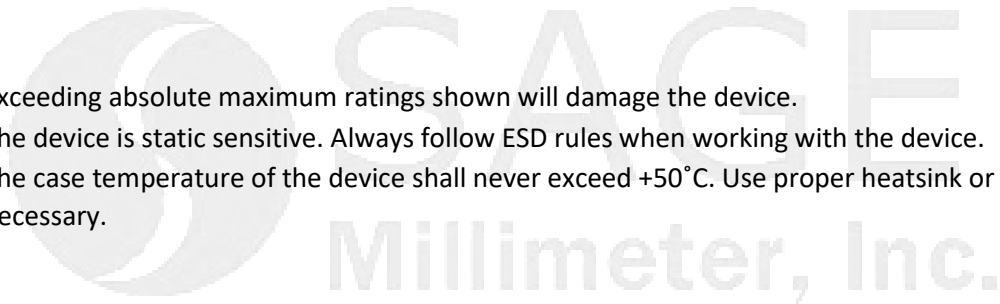 SAGE
xceeding absolute maximum ratings shown will damage the device.
he device is static sensitive. Always follow ESD rules when working with the device.
he case temperature of the device shall never exceed +50˚C. Use proper heatsink or
ecessary.
Millimeter, Inc.